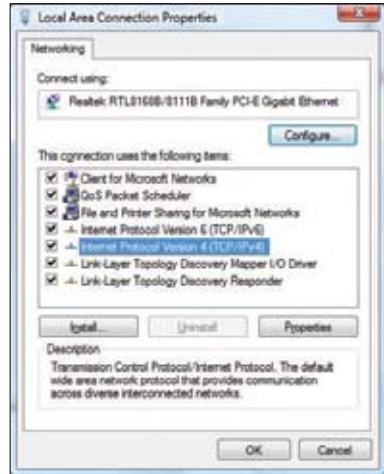 Local Area Connection Properties
Networking
Connect using:
Realtek RTL8168B/8111B Family PCI-E Gigabit Ethernet
Configure...
This connection uses the following items:
Client for Microsoft Networks
QoS Packet Scheduler
File and Printer Sharing for Microsoft Networks
Internet Protocol Version 6 (TCP/IPv6)
Internet Protocol Version 4 (TCP/IPv4)
Link-Layer Topology Discovery Mapper I/O Driver
Link-Layer Topology Discovery Responder
Install... Uninstall Properties
Description
Transmission Control Protocol/Internet Protocol. The default
wide area network protocol that provides communication
across diverse interconnected networks.
OK Cancel